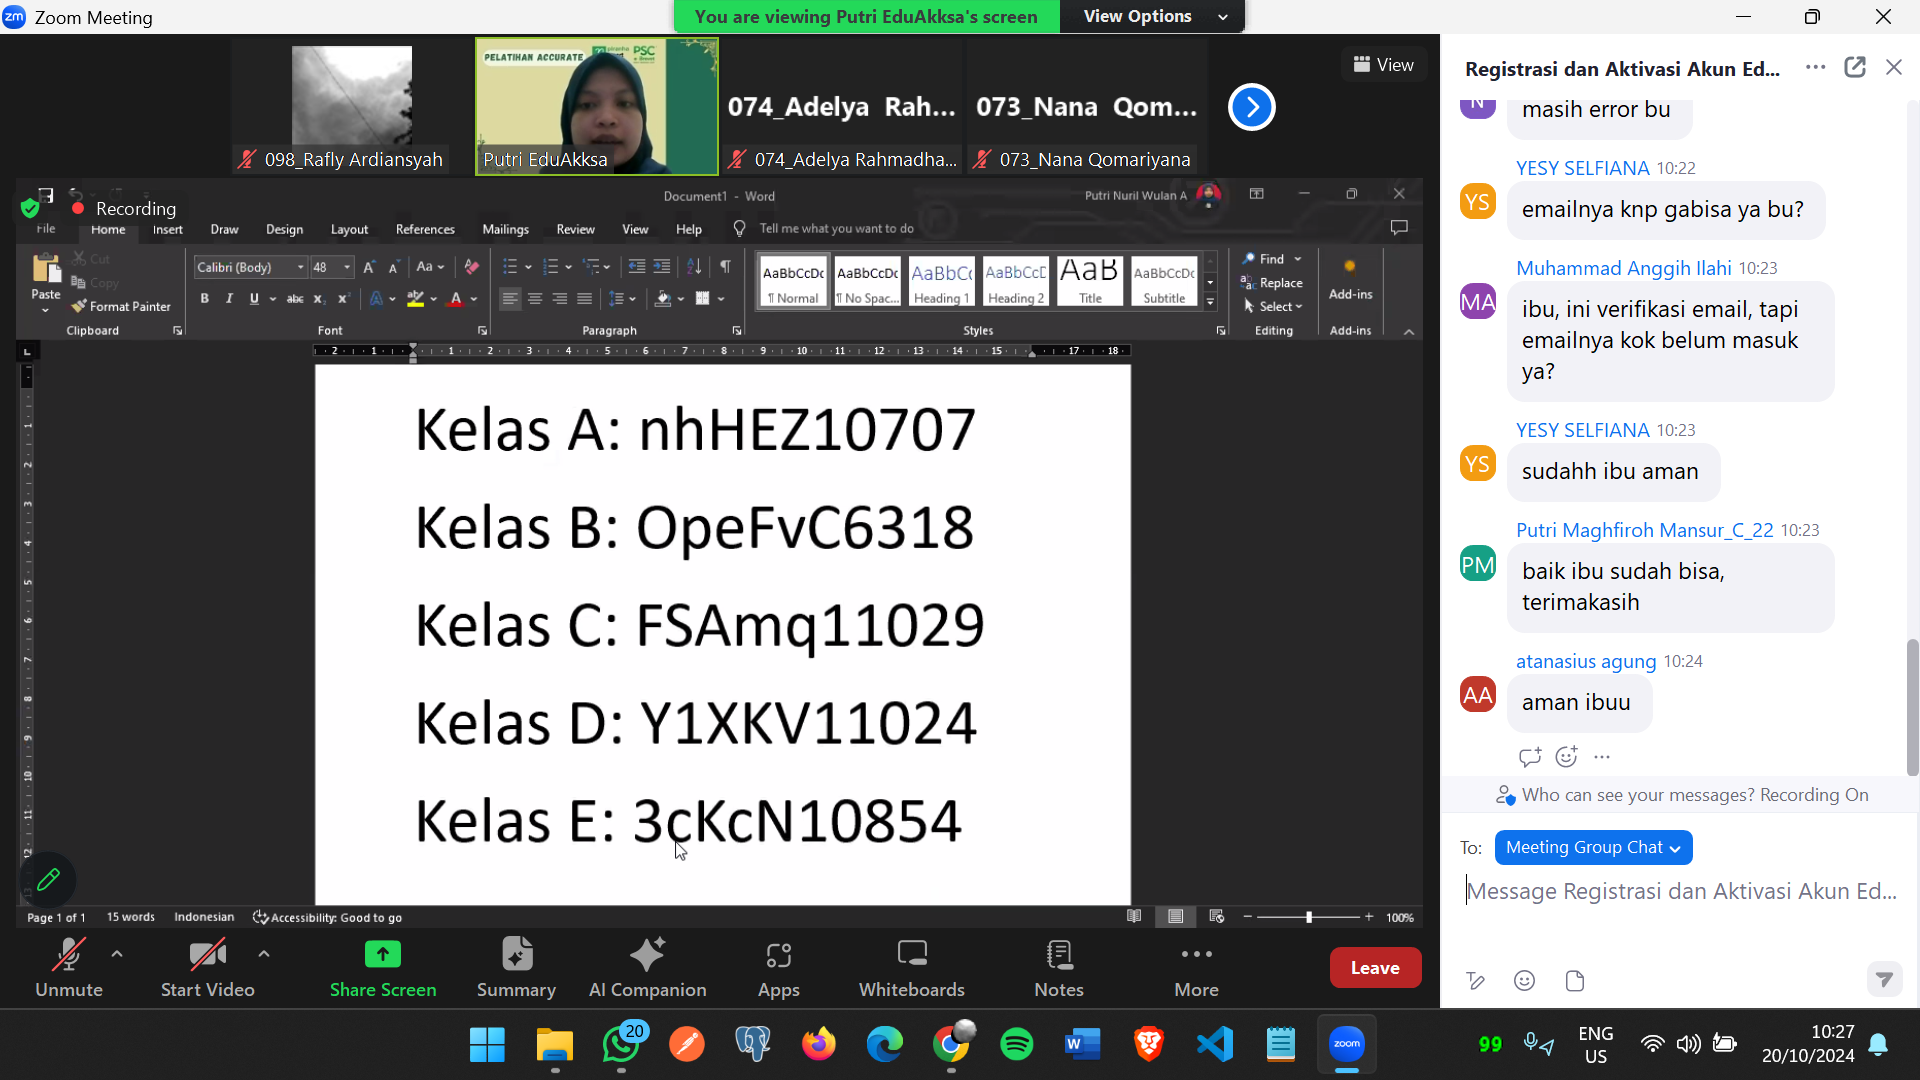 Zoom Meeting
You are viewing Putri EduAkksa's screen
View Options
View
PELATIHAN ACCURATE
PSC
098_Rafly Ardiansyah
Putri EduAkksa
074_Adelya Rah...
074_Adelya Rahmadha...
073_Nana Qom...
073_Nana Qomariyana
Recording
Document1 - Word
Putri Nuril Wulan A
File Home Insert Draw Design Layout References Mailings Review View Help Tell me what you want to do
Paste
Cut
Copy
Format Painter
Clipboard
Calibri (Body) 48
Font
Paragraph
AaBbCcDc
¶ Normal
AaBbCcDc
¶ No Spac...
AaBbCc
Heading 1
AaBbCcD
Heading 2
AaB
Title
AaBbCcDc
Subtitle
Styles
Find
Replace
Select
Editing
Add-ins
Add-ins
Kelas A: nhHEZ10707
Kelas B: OpeFvC6318
Kelas C: FSAmq11029
Kelas D: Y1XKV11024
Kelas E: 3cKcN10854
Page 1 of 1 15 words Indonesian Accessibility: Good to go 100%
Unmute
Start Video
Share Screen
Summary
AI Companion
Apps
Whiteboards
Notes
More
Leave
Registrasi dan Aktivasi Akun Ed...
N
masih error bu
YESY SELFIANA 10:22
YS
emailnya knp gabisa ya bu?
Muhammad Anggih Ilahi 10:23
MA
ibu, ini verifikasi email, tapi
emailnya kok belum masuk
ya?
YESY SELFIANA 10:23
YS
sudahh ibu aman
Putri Maghfiroh Mansur_C_22 10:23
PM
baik ibu sudah bisa,
terimakasih
atanasius agung 10:24
AA
aman ibuu
Who can see your messages? Recording On
To: Meeting Group Chat
Message Registrasi dan Aktivasi Akun Ed...
20
zoom
99
ENG
US
10:27
20/10/2024